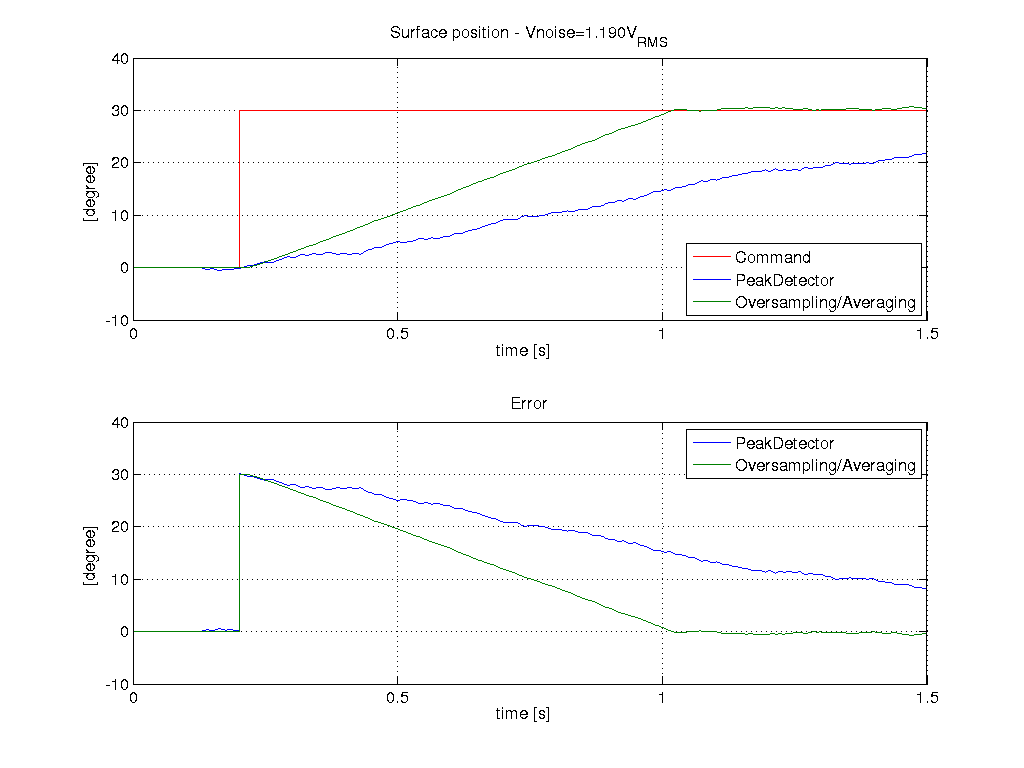 Surface position - Vnoise=1.190V_RMS
40
30
20
10
0
-10
[degree]
0 0.5 1 1.5
time [s]
Command
PeakDetector
Oversampling/Averaging
Error
40
30
20
10
0
-10
[degree]
0 0.5 1 1.5
time [s]
PeakDetector
Oversampling/Averaging